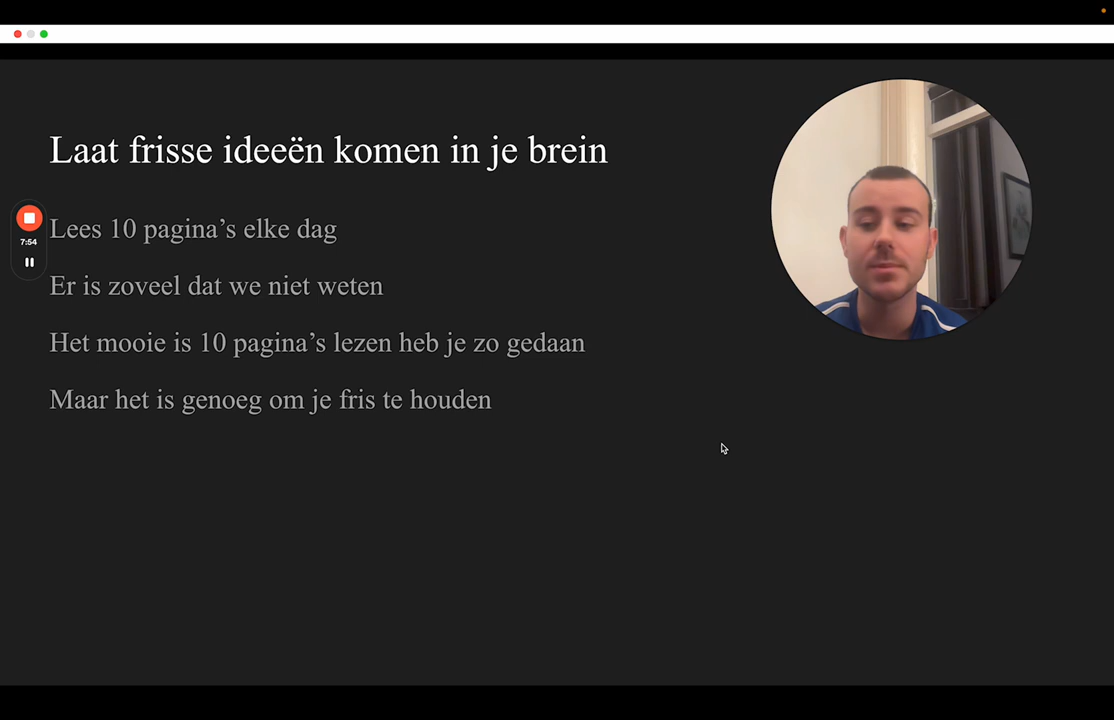 Laat frisse ideeën komen in je brein
Lees 10 pagina’s elke dag
7:54
Er is zoveel dat we niet weten
Het mooie is 10 pagina’s lezen heb je zo gedaan
Maar het is genoeg om je fris te houden